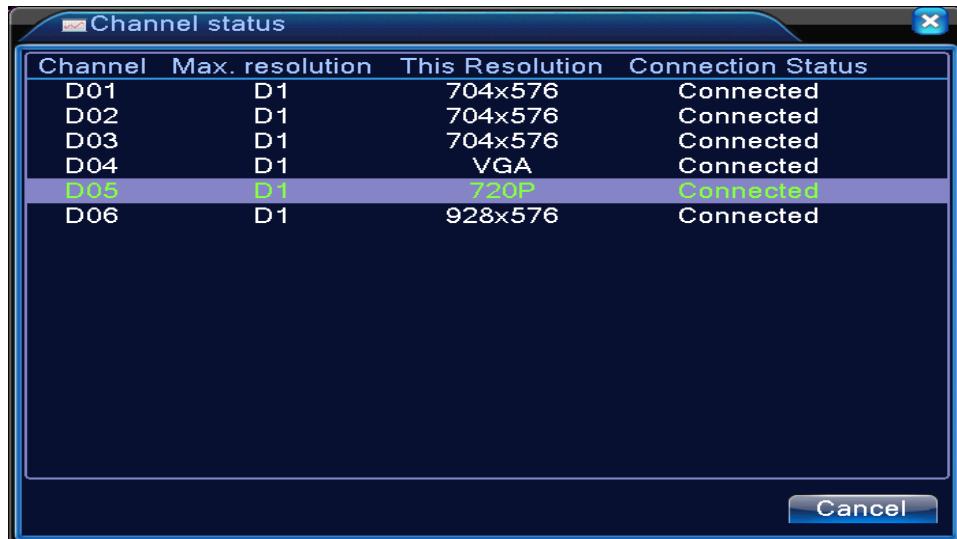 Channel status
Channel Max. resolution This Resolution Connection Status
D01 D1 704x576 Connected
D02 D1 704x576 Connected
D03 D1 704x576 Connected
D04 D1 VGA Connected
D05 D1 720P Connected
D06 D1 928x576 Connected
Cancel